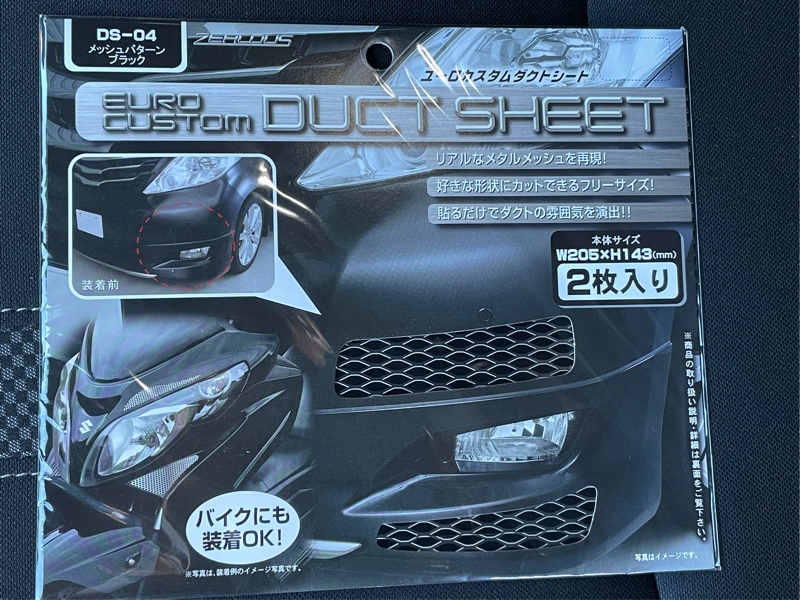 DS-04
メッシュパターン
ブラック
ZEALOUS
ユーロカスタムダクトシート
EURO
CUSTOM DUCT SHEET
リアルなメタルメッシュを再現!
好きな形状にカットできるフリーサイズ!
貼るだけでダクトの雰囲気を演出!!
本体サイズ
W205×H143(mm)
2枚入り
装着前
※商品の取り扱い説明・詳細は裏面をご覧下さい。
バイクにも
装着OK!
※写真は、装着例のイメージ写真です。
写真はイメージです。